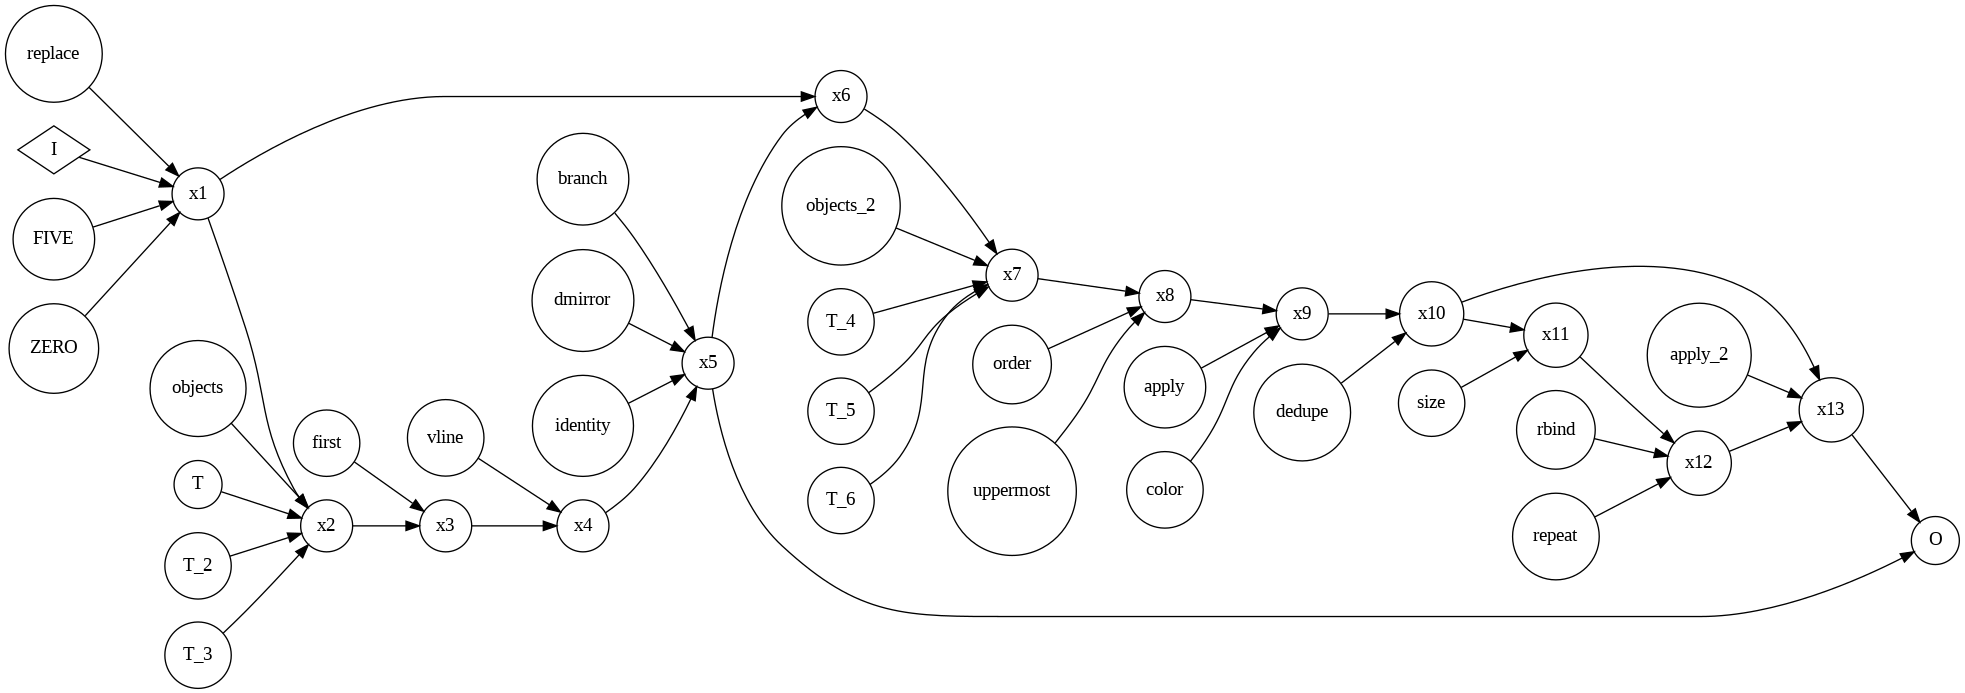 replace
I
FIVE
ZERO
x1
objects
T
T_2
T_3
x2
first
x3
vline
x4
branch
dmirror
identity
x5
x6
objects_2
T_4
T_5
T_6
x7
order
uppermost
x8
apply
color
x9
dedupe
x10
size
x11
rbind
repeat
x12
apply_2
x13
O